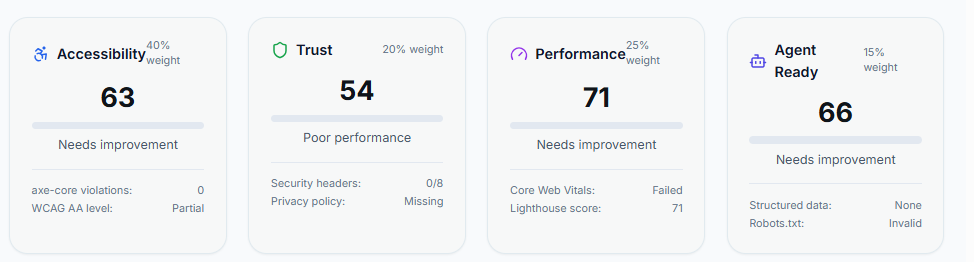 Accessibility 40% weight
63
Needs improvement
axe-core violations: 0
WCAG AA level: Partial
Trust 20% weight
54
Poor performance
Security headers: 0/8
Privacy policy: Missing
Performance 25% weight
71
Needs improvement
Core Web Vitals: Failed
Lighthouse score: 71
Agent Ready 15% weight
66
Needs improvement
Structured data: None
Robots.txt: Invalid